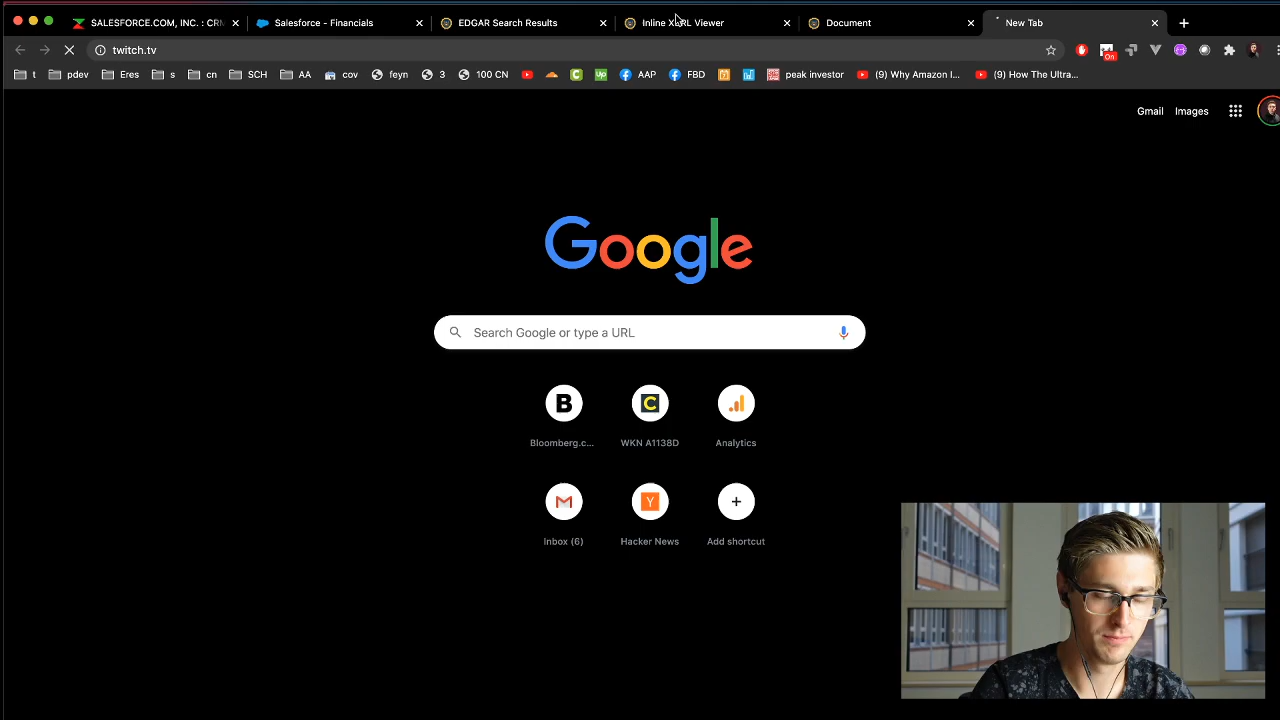 SALESFORCE.COM, INC. : CRM
Salesforce - Financials
EDGAR Search Results
Inline XBRL Viewer
Document
New Tab
twitch.tv
t
pdev
Eres
s
cn
SCH
AA
cov
feyn
3
100 CN
AAP
FBD
peak investor
(9) Why Amazon I...
(9) How The Ultra...
On
Gmail
Images
Google
Search Google or type a URL
B
C
Bloomberg.c...
WKN A1138D
Analytics
Y
Inbox (6)
Hacker News
Add shortcut